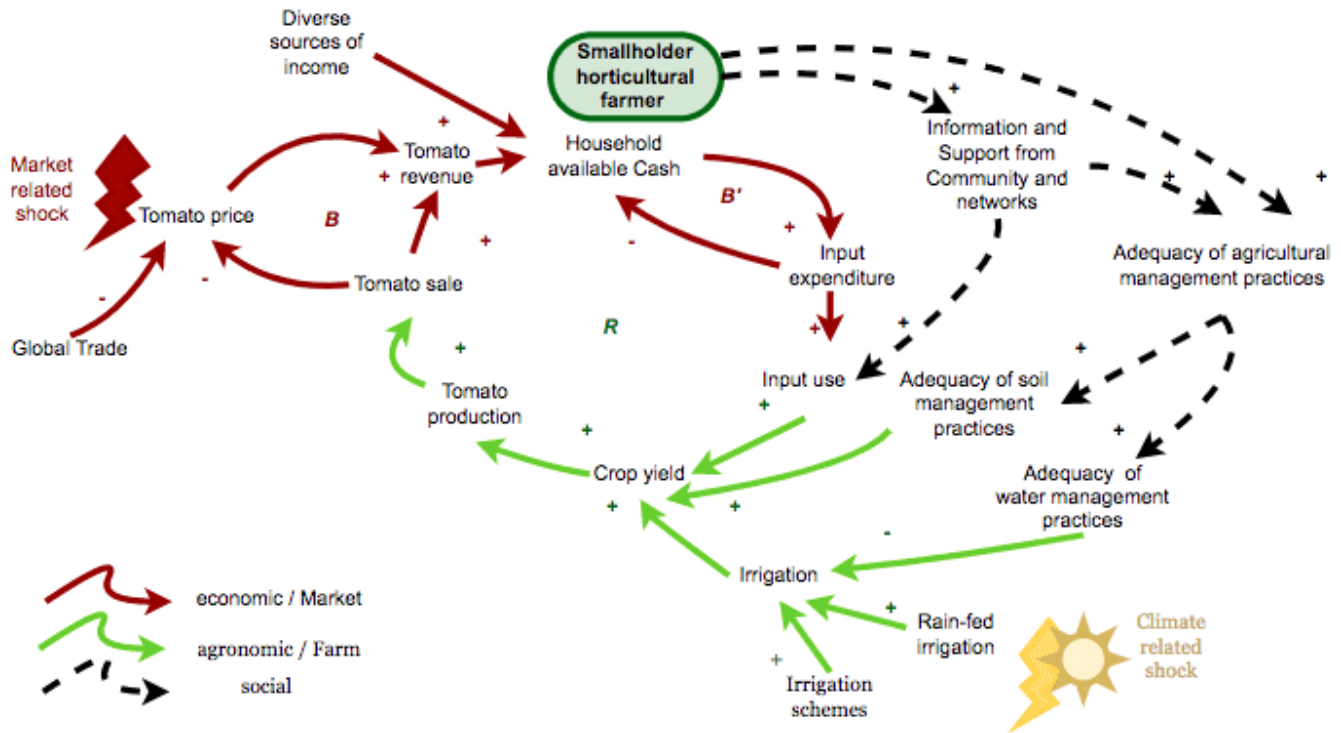 Diverse
sources of
income
Smallholder
horticultural
farmer
+
Information and
Support from
Community and
networks
Market
related
shock
+
Tomato
revenue
+
Household
available Cash
+
+
Tomato price
B
B'
+
-
+
Input
expenditure
Adequacy of agricultural
management practices
-
-
Tomato sale
Global Trade
R
+
+
+
+
Tomato
production
Input use
Adequacy of soil
management
practices
+
+
+
Crop yield
+
+
Adequacy of
water management
practices
-
Irrigation
economic / Market
+
Rain-fed
irrigation
Climate
related
shock
agronomic / Farm
+
Irrigation
schemes
social